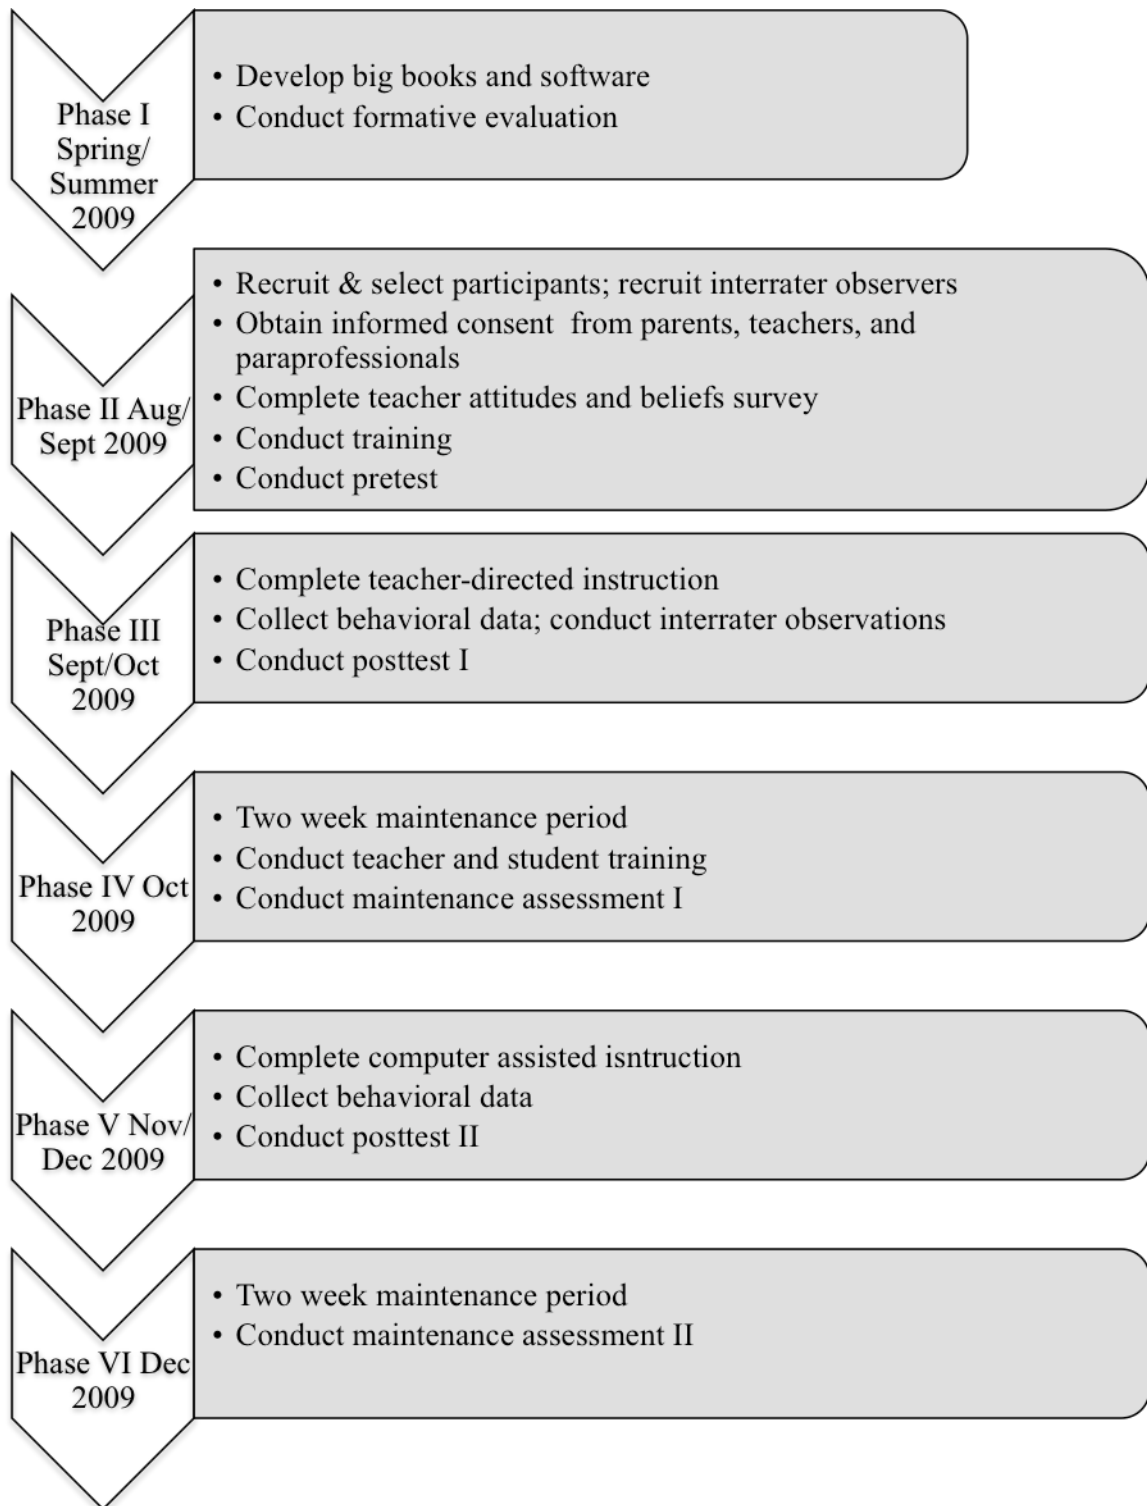 Phase I
Spring/
Summer
2009
• Develop big books and software
• Conduct formative evaluation
Phase II Aug/
Sept 2009
• Recruit & select participants; recruit interrater observers
• Obtain informed consent  from parents, teachers, and
paraprofessionals
• Complete teacher attitudes and beliefs survey
• Conduct training
• Conduct pretest
Phase III
Sept/Oct
2009
• Complete teacher-directed instruction
• Collect behavioral data; conduct interrater observations
• Conduct posttest I
Phase IV Oct
2009
• Two week maintenance period
• Conduct teacher and student training
• Conduct maintenance assessment I
Phase V Nov/
Dec 2009
• Complete computer assisted isntruction
• Collect behavioral data
• Conduct posttest II
Phase VI Dec
2009
• Two week maintenance period
• Conduct maintenance assessment II